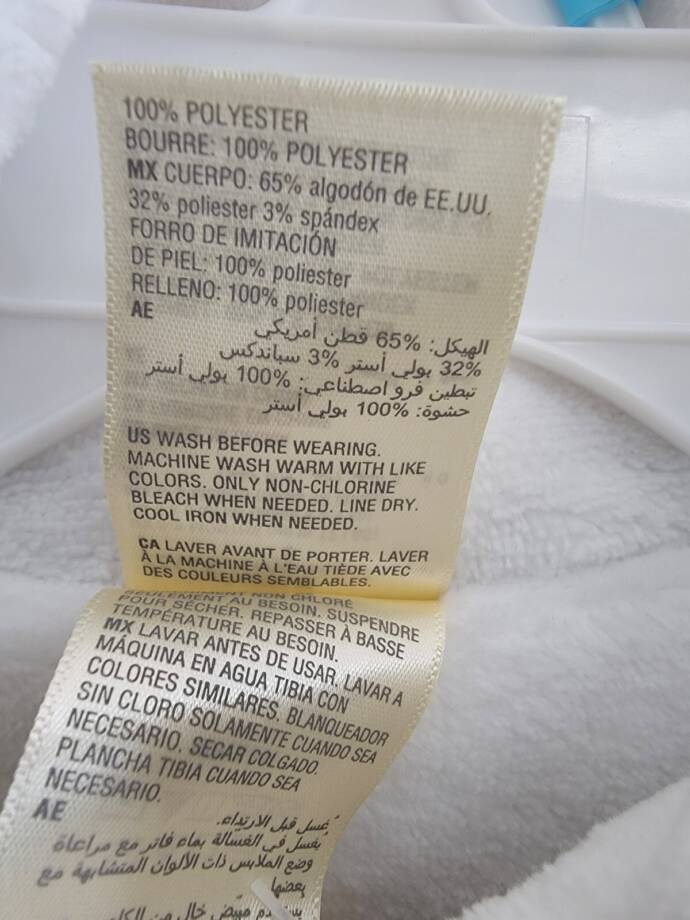 100% POLYESTER
BOURRE: 100% POLYESTER
MX CUERPO: 65% algodón de EE.UU.
32% poliester 3% spándex
FORRO DE IMITACIÓN
DE PIEL: 100% poliester
RELLENO: 100% poliester
AE
الهيكل: 65% قطن أمريكي
32% بولي أستر 3% سباندكس
تبطين فرو اصطناعي: 100% بولي أستر
حشوة: 100% بولي أستر
US WASH BEFORE WEARING.
MACHINE WASH WARM WITH LIKE
COLORS. ONLY NON-CHLORINE
BLEACH WHEN NEEDED. LINE DRY.
COOL IRON WHEN NEEDED.
CA LAVER AVANT DE PORTER. LAVER
À LA MACHINE À L'EAU TIÈDE AVEC
DES COULEURS SEMBLABLES.
SEULEMENT NON CHLORÉ
AU BESOIN. SUSPENDRE
POUR SÉCHER. REPASSER À BASSE
TEMPÉRATURE AU BESOIN.
MX LAVAR ANTES DE USAR. LAVAR A
MÁQUINA EN AGUA TIBIA CON
COLORES SIMILARES. BLANQUEADOR
SIN CLORO SOLAMENTE CUANDO SEA
NECESARIO. SECAR COLGADO.
PLANCHA TIBIA CUANDO SEA
NECESARIO.
AE
يغسل قبل الارتداء.
يغسل في الغسالة بماء فاتر مع مراعاة
وضع الملابس ذات الألوان المتشابهة مع
بعضها
مبيض خال من